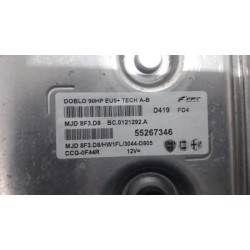 DOBLO 90HP EU5+ TECH A-B
FPT
D419 FD4
MJD 8F3.D8 BC.0121292.A
55267346
MJD 8F3.D8/HW1FL/3044-D805
CCG-0F44R 12V=